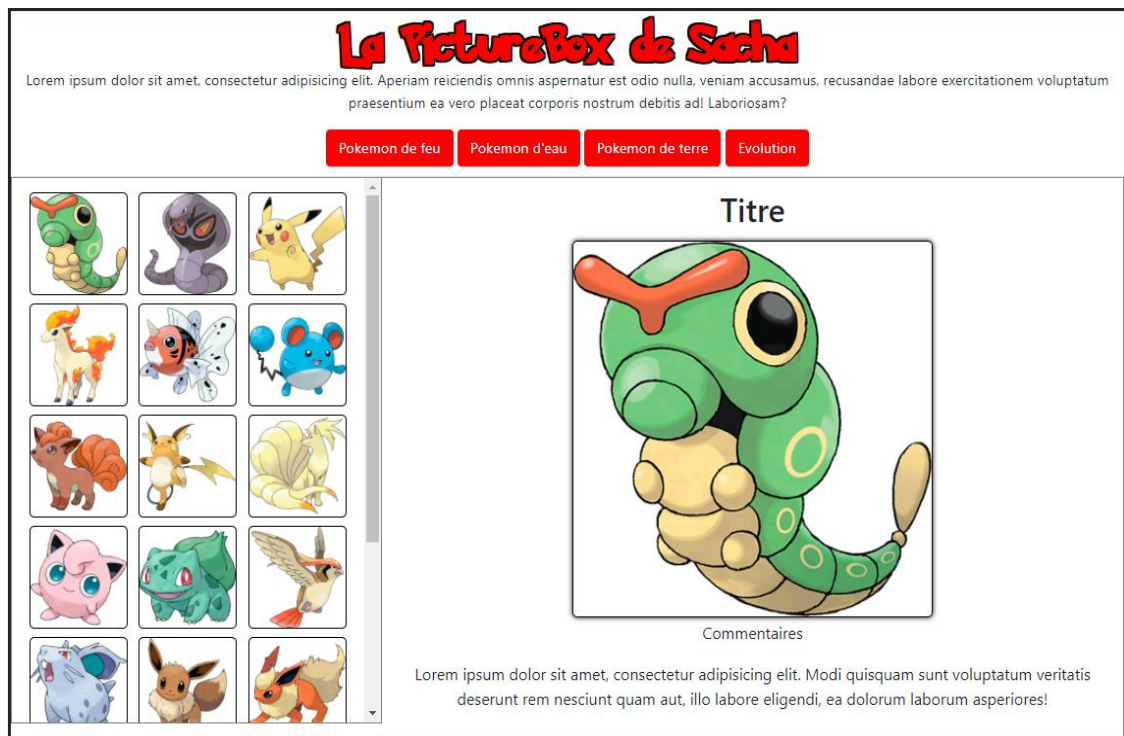 La PictureBox de Sacha
Lorem ipsum dolor sit amet, consectetur adipisicing elit. Aperiam reiciendis omnis aspernatur est odio nulla, veniam accusamus, recusandae labore exercitationem voluptatum
praesentium ea vero placeat corporis nostrum debitis ad! Laboriosam?
Pokemon de feu Pokemon d'eau Pokemon de terre Evolution
Titre
Commentaires
Lorem ipsum dolor sit amet, consectetur adipisicing elit. Modi quisquam sunt voluptatum veritatis
deserunt rem nesciunt quam aut, illo labore eligendi, ea dolorum laborum asperiores!